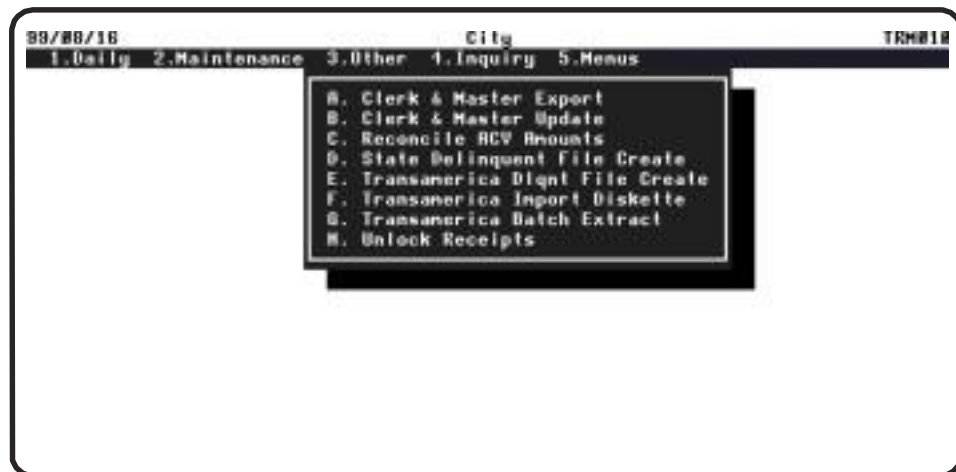 99/08/16 City TRM010
1.Daily 2.Maintenance 3.Other 4.Inquiry 5.Menus
A. Clerk & Master Export
B. Clerk & Master Update
C. Reconcile ACV Amounts
D. State Delinquent File Create
E. Transamerica Dlqnt File Create
F. Transamerica Import Diskette
G. Transamerica Batch Extract
H. Unlock Receipts